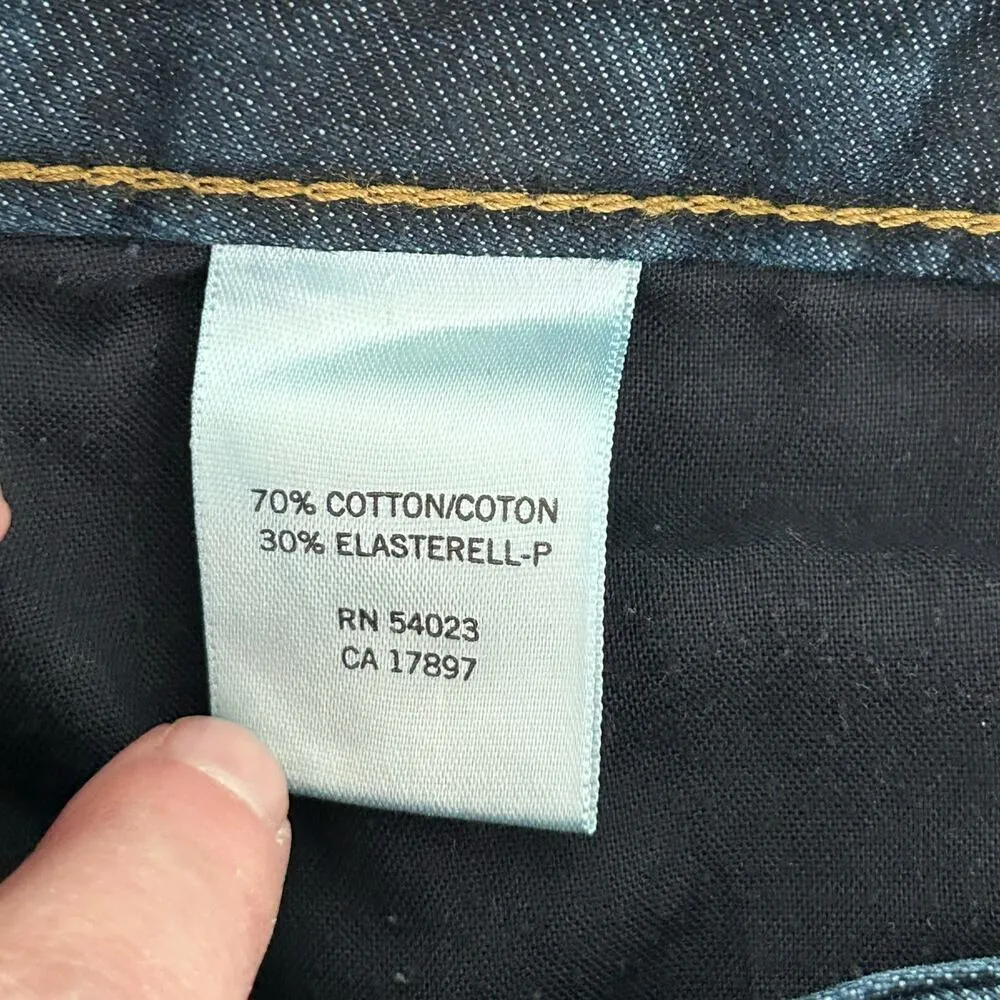 70% COTTON/COTON
30% ELASTERELL-P
RN 54023
CA 17897